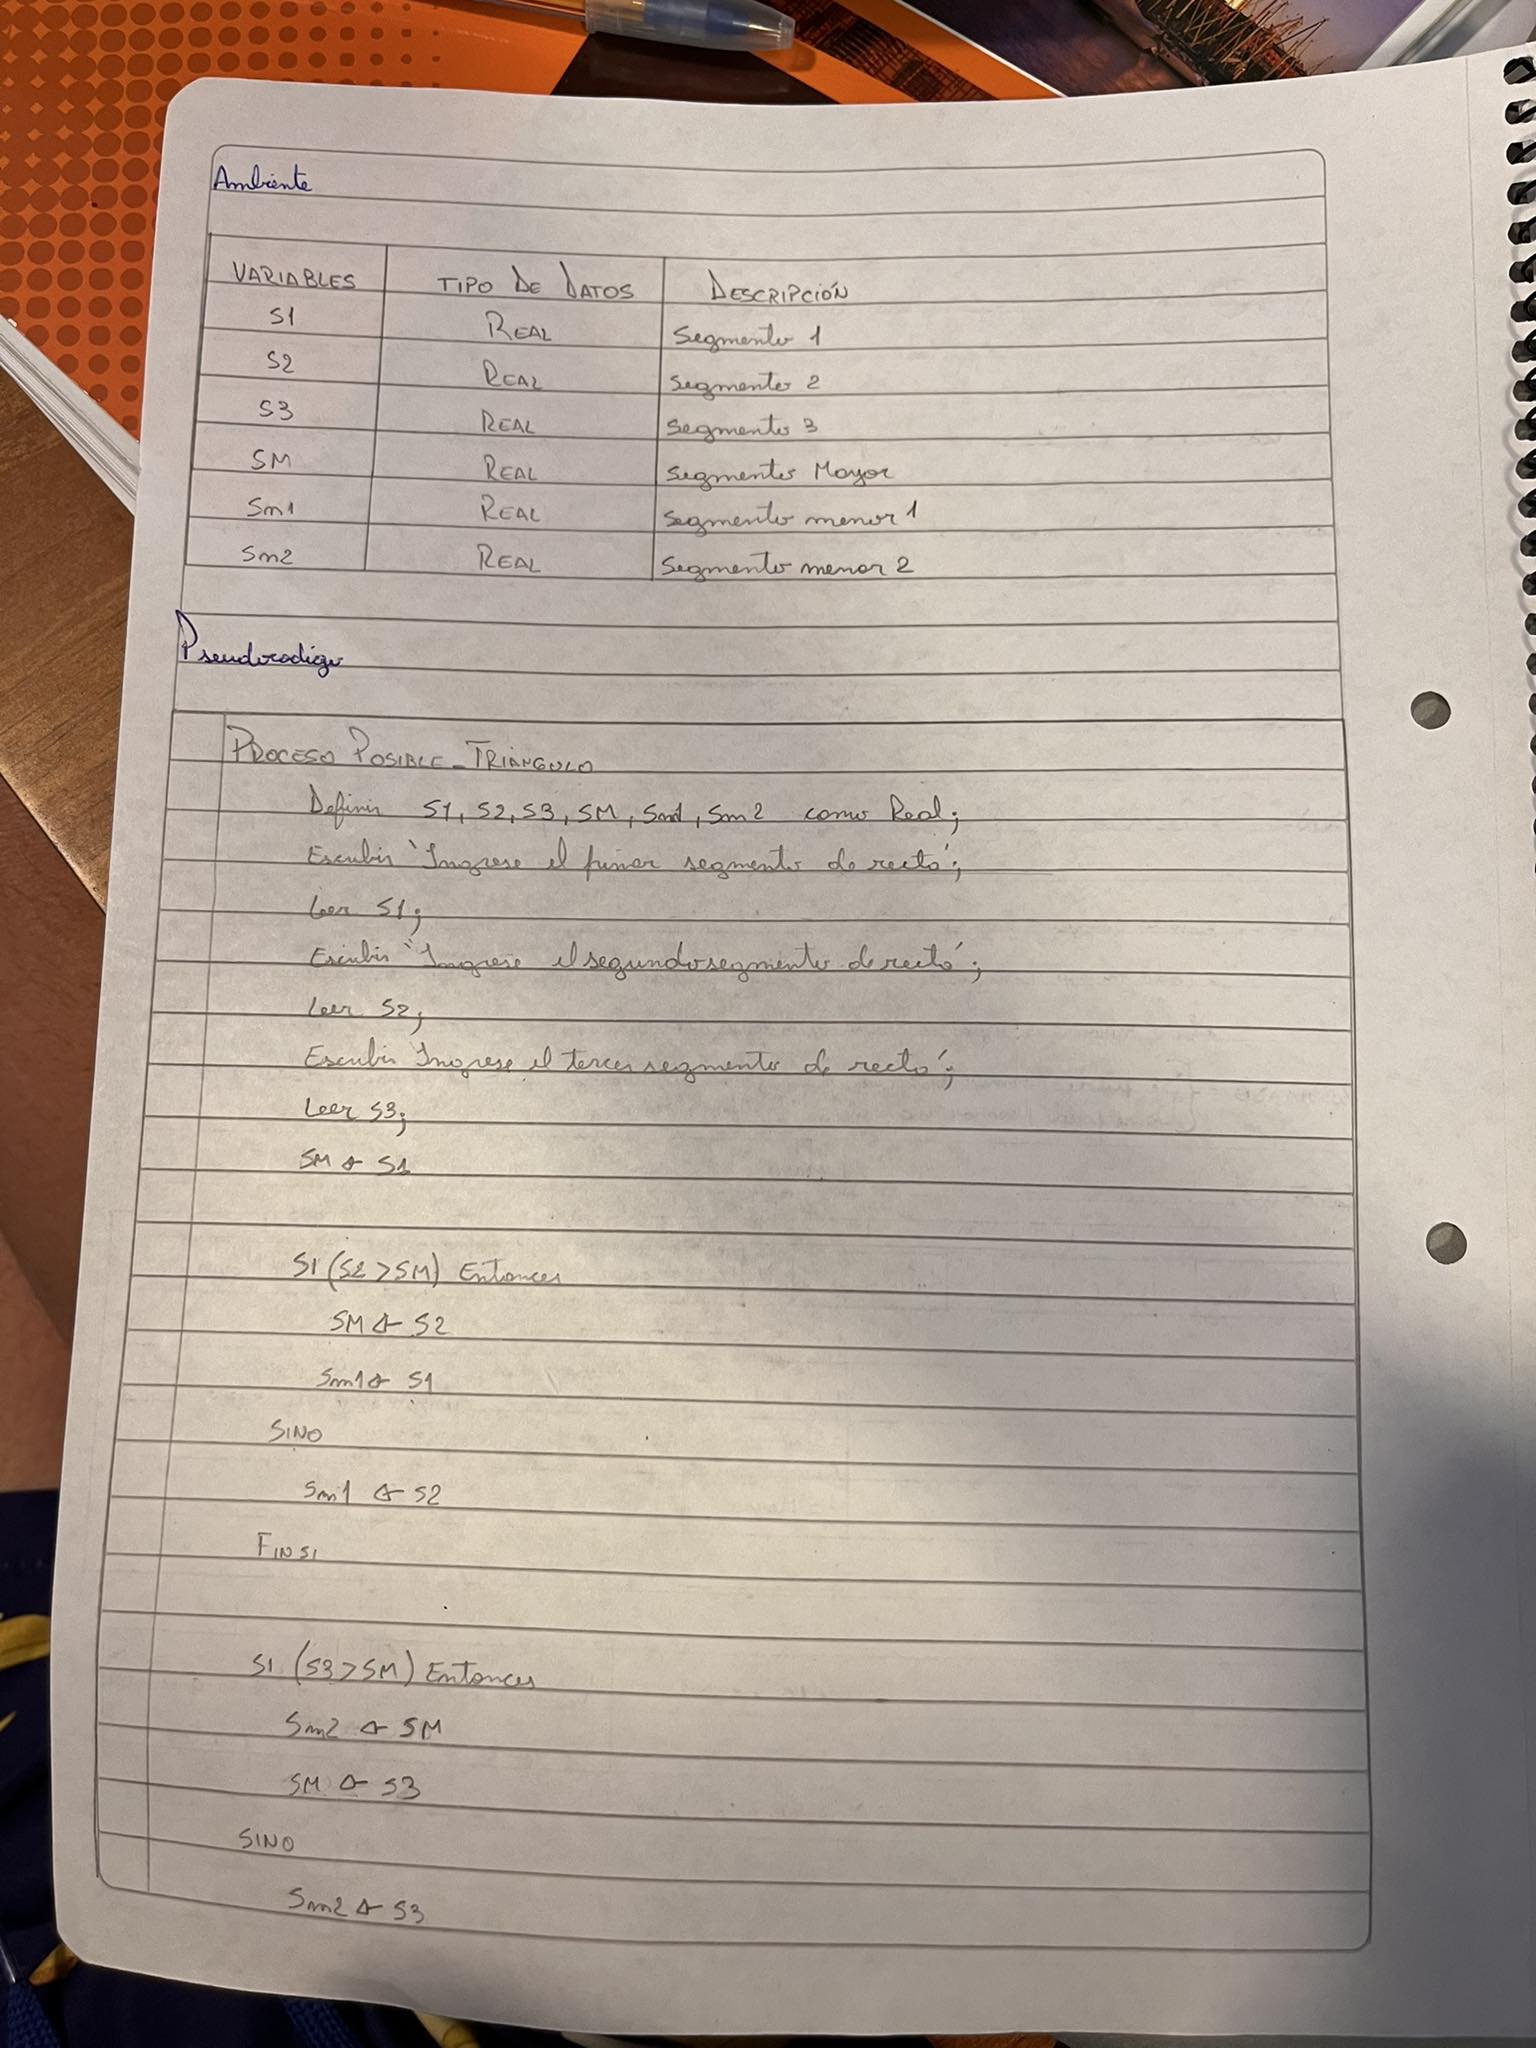 Ambiente
VARIABLES TIPO DE DATOS DESCRIPCIÓN
S1 REAL Segmento 1
S2 REAL Segmento 2
S3 REAL Segmento 3
SM REAL Segmento Mayor
Sm1 REAL Segmento menor 1
Sm2 REAL Segmento menor 2
Pseudocodigo
PROCESO POSIBLE_TRIÁNGULO
Definir S1, S2, S3, SM, Sm1, Sm2 como Real;
Escribir 'Ingrese el primer segmento de recta';
Leer S1;
Escribir 'Ingrese el segundo segmento de recta';
Leer S2;
Escribir 'Ingrese el tercer segmento de recta';
Leer S3;
SM ← S1
SI (S2 > SM) Entonces
SM ← S2
Sm1 ← S1
SINO
Sm1 ← S2
FINSI
SI (S3 > SM) Entonces
Sm2 ← SM
SM ← S3
SINO
Sm2 ← S3